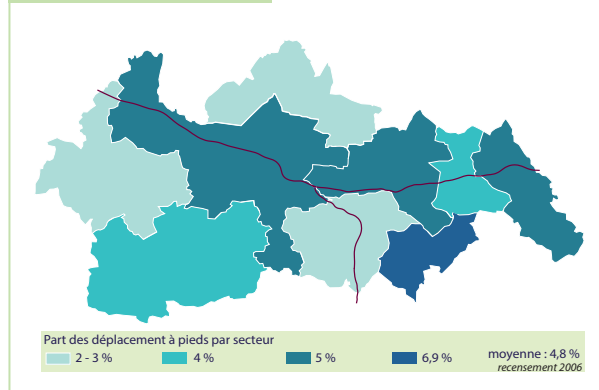 Part des déplacement à pieds par secteur
2 - 3 % 4 % 5 % 6,9 % moyenne : 4,8 %
recensement 2006